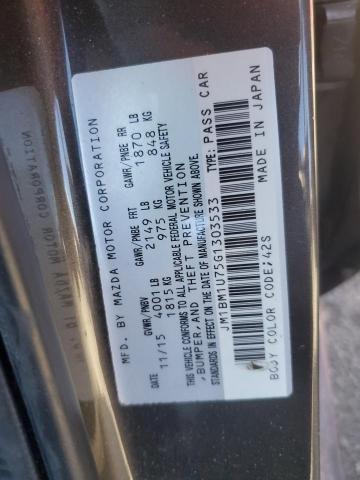 MFD. BY MAZDA MOTOR CORPORATION
DATE GVWR/PNBV GAWR/PNBE FRT GAWR/PNBE RR
11/15 4001 LB 2149 LB 1870 LB
1815 KG 975 KG 848 KG
THIS VEHICLE CONFORMS TO ALL APPLICABLE FEDERAL MOTOR VEHICLE SAFETY
,BUMPER,AND THEFT PREVENTION
STANDARDS IN EFFECT ON THE DATE OF MANUFACTURE SHOWN ABOVE.
JM1BM1U75G1303533 TYPE: PASS CAR
BODY COLOR CODE;42S MADE IN JAPAN